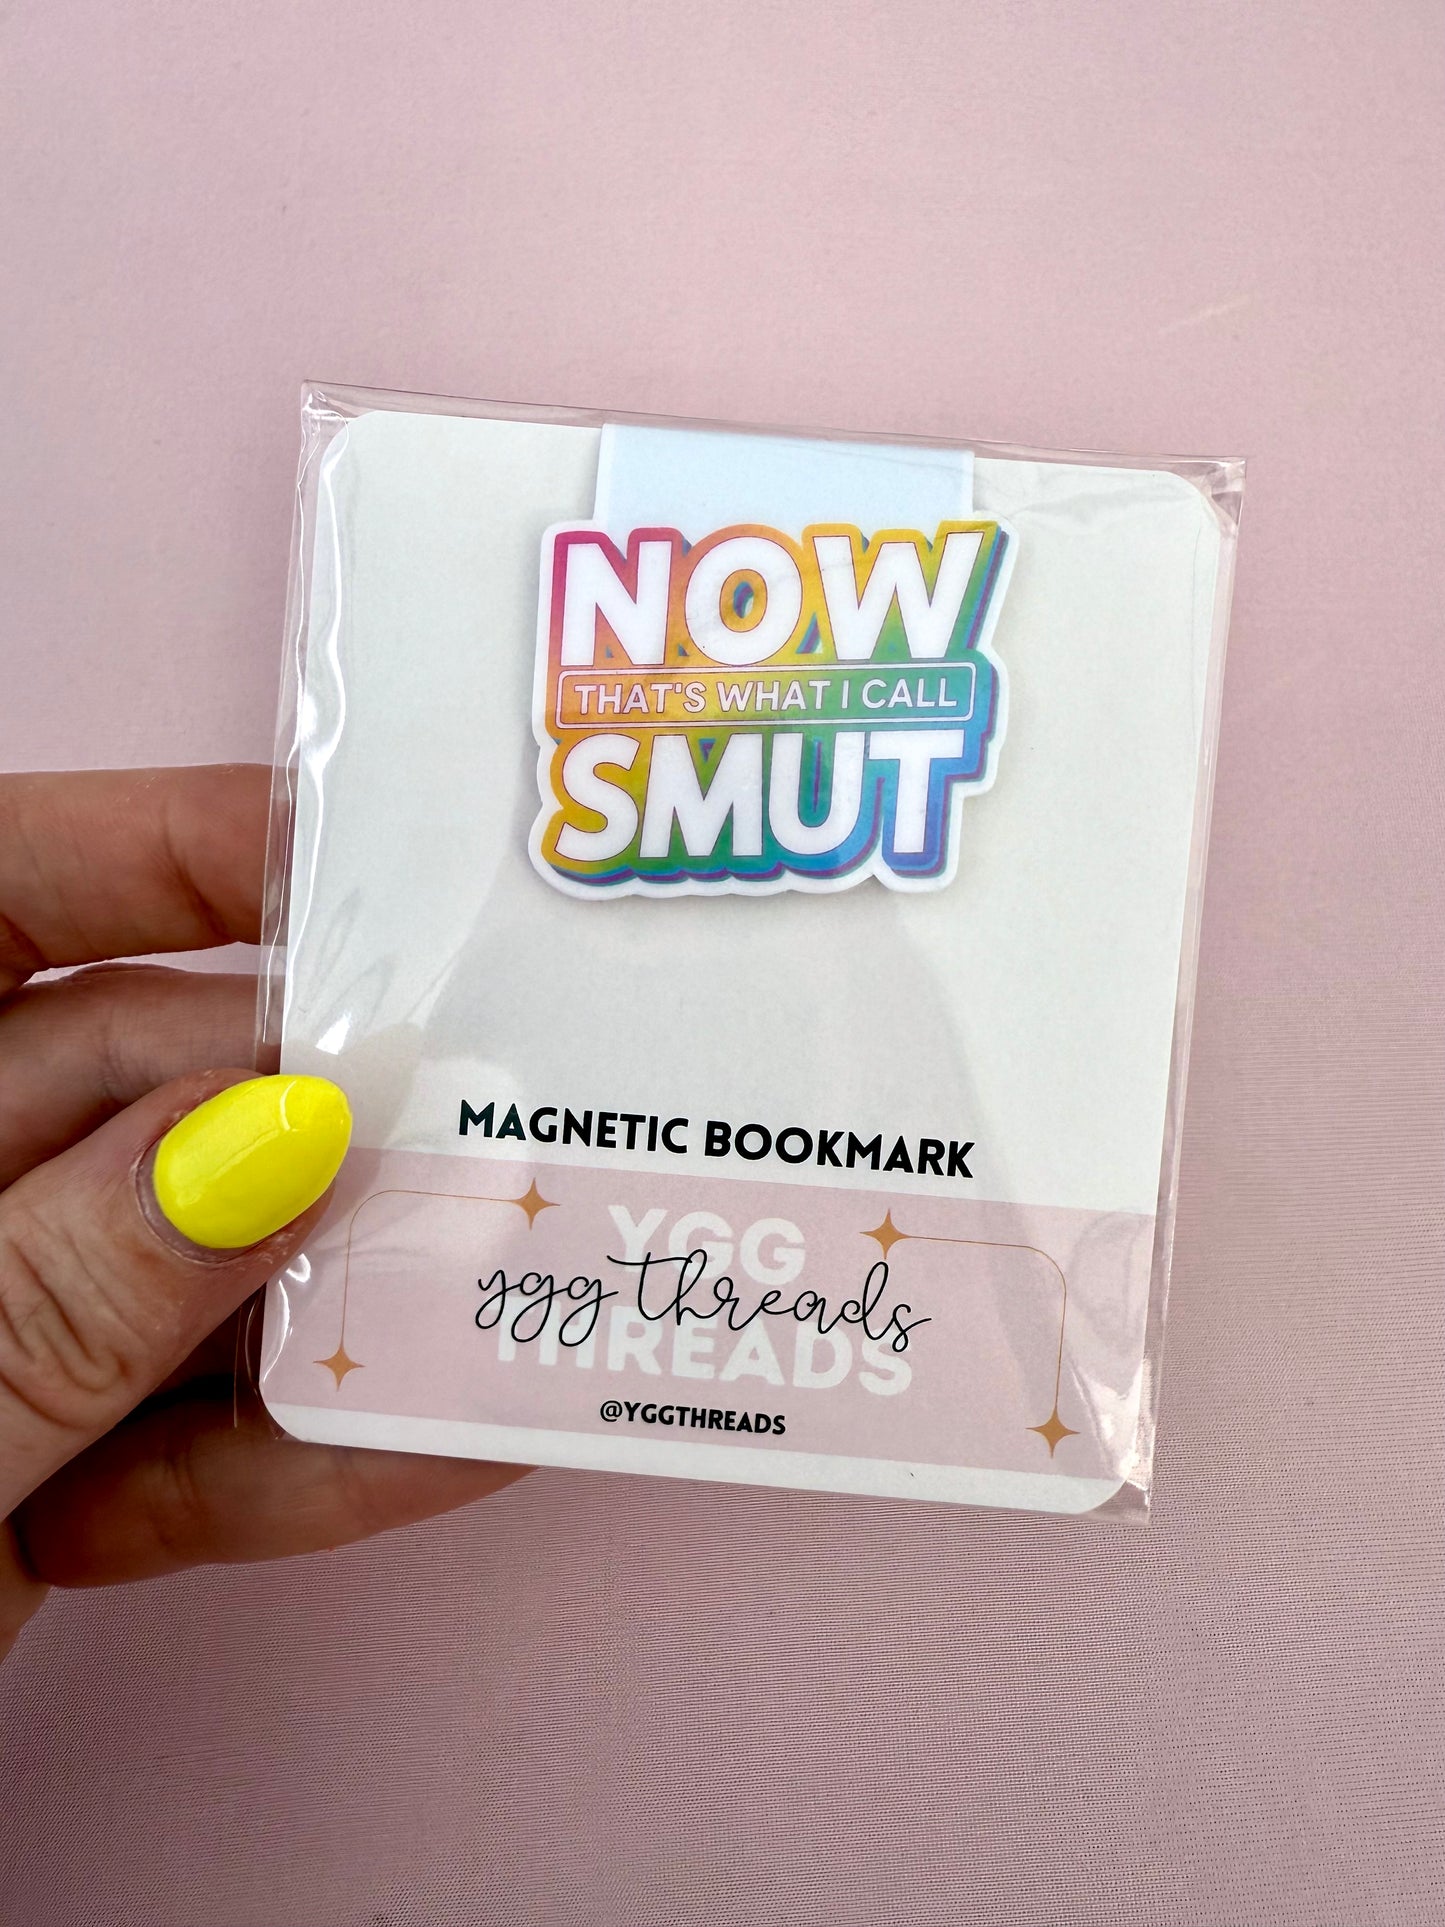 NOW
THAT'S WHAT I CALL
SMUT
MAGNETIC BOOKMARK
YGG
ygg threads
THREADS
@YGGTHREADS